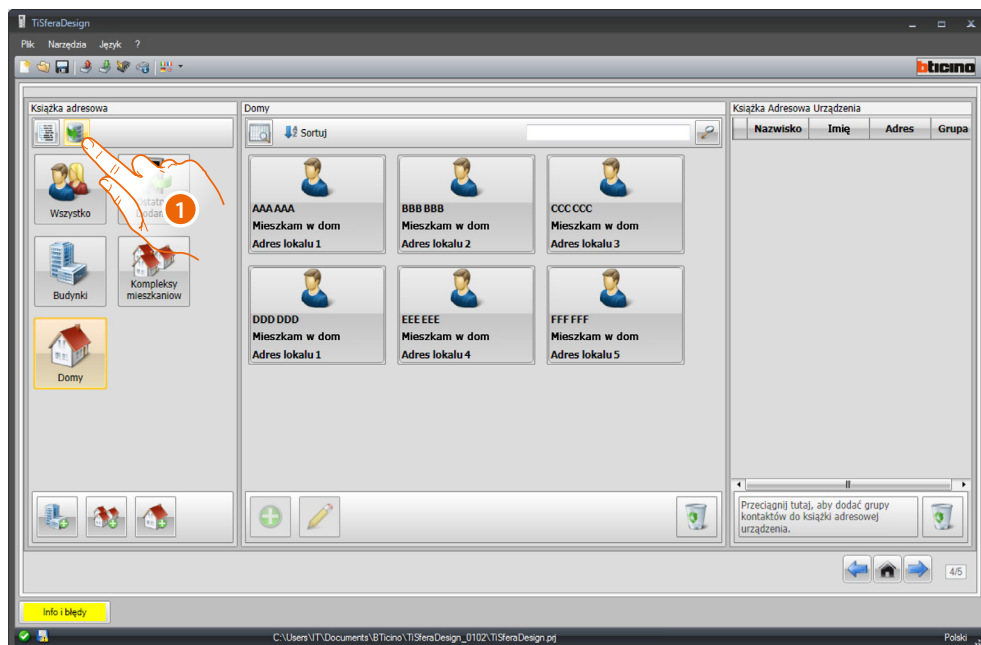 TiSferaDesign
Plik Narzędzia Język ?
bticino
Książka adresowa
Domy
Książka Adresowa Urządzenia
Sortuj
Nazwisko Imię Adres Grupa
Wszystko
1
Budynki
Kompleksy
mieszkaniow
Domy
AAA AAA
Mieszkam w dom
Adres lokalu 1
BBB BBB
Mieszkam w dom
Adres lokalu 2
CCC CCC
Mieszkam w dom
Adres lokalu 3
DDD DDD
Mieszkam w dom
Adres lokalu 1
EEE EEE
Mieszkam w dom
Adres lokalu 4
FFF FFF
Mieszkam w dom
Adres lokalu 5
Przeciągnij tutaj, aby dodać grupy
kontaktów do książki adresowej
urządzenia.
4/5
Info i błędy
C:\Users\IT\Documents\BTicino\TiSferaDesign_0102\TiSferaDesign.prj
Polski